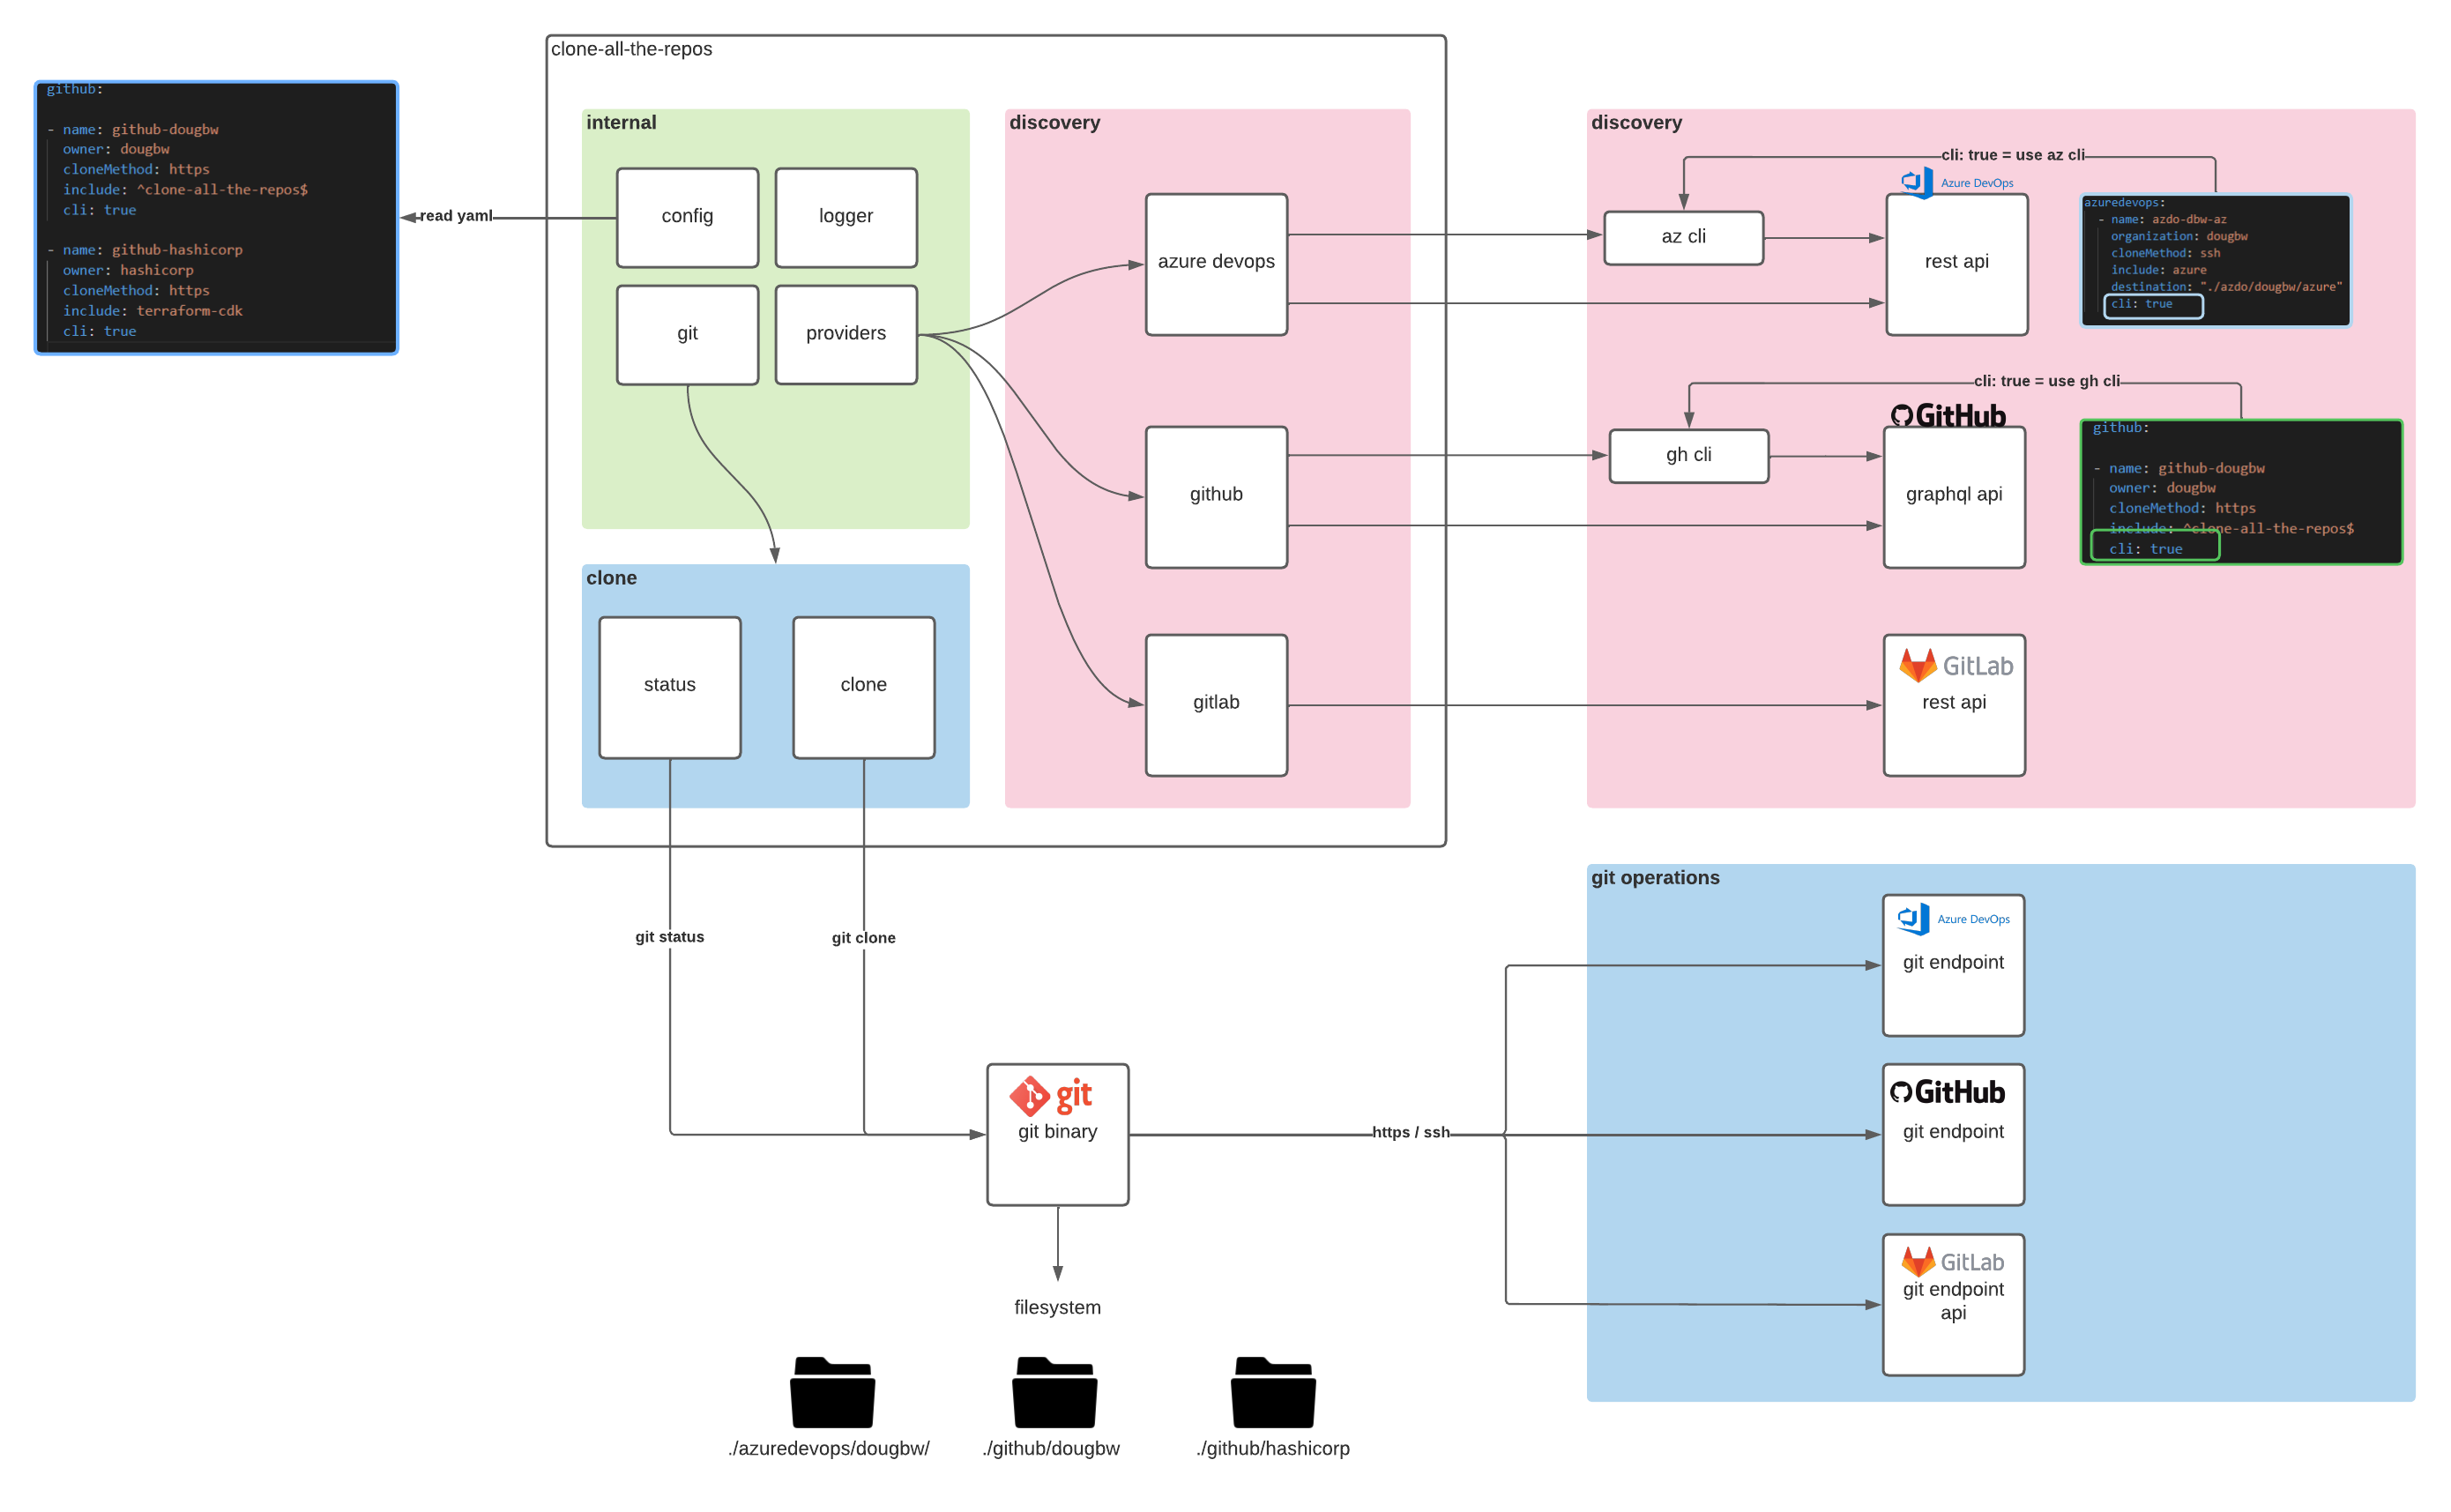 clone-all-the-repos
github:
- name: github-dougbw
owner: dougbw
cloneMethod: https
include: ^clone-all-the-repos$
cli: true
- name: github-hashicorp
owner: hashicorp
cloneMethod: https
include: terraform-cdk
cli: true
read yaml
internal
config
logger
git
providers
clone
status
clone
discovery
azure devops
github
gitlab
discovery
cli: true = use az cli
az cli
Azure DevOps
rest api
azuredevops:
- name: azdo-dbw-az
organization: dougbw
cloneMethod: ssh
include: azure
destination: "./azdo/dougbw/azure"
cli: true
cli: true = use gh cli
gh cli
GitHub
graphql api
github:
- name: github-dougbw
owner: dougbw
cloneMethod: https
include: ^clone-all-the-repos$
cli: true
GitLab
rest api
git status
git clone
git
git binary
https / ssh
git operations
Azure DevOps
git endpoint
GitHub
git endpoint
GitLab
git endpoint
api
filesystem
./azuredevops/dougbw/
./github/dougbw
./github/hashicorp